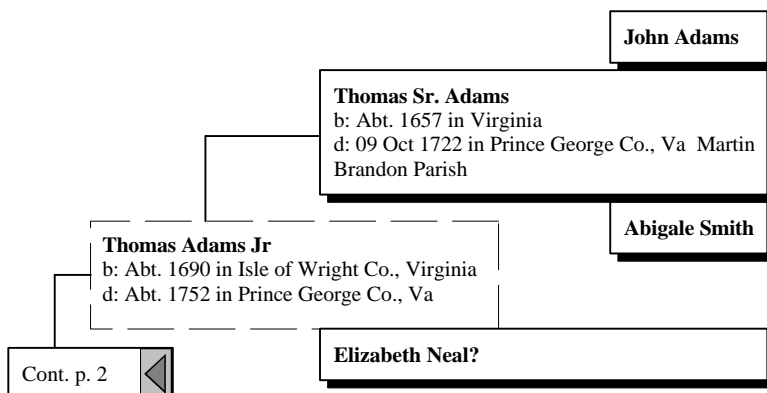 John Adams
Thomas Sr. Adams
b: Abt. 1657 in Virginia
d: 09 Oct 1722 in Prince George Co., Va  Martin
Brandon Parish
Abigale Smith
Thomas Adams Jr
b: Abt. 1690 in Isle of Wright Co., Virginia
d: Abt. 1752 in Prince George Co., Va
Elizabeth Neal?
Cont. p. 2